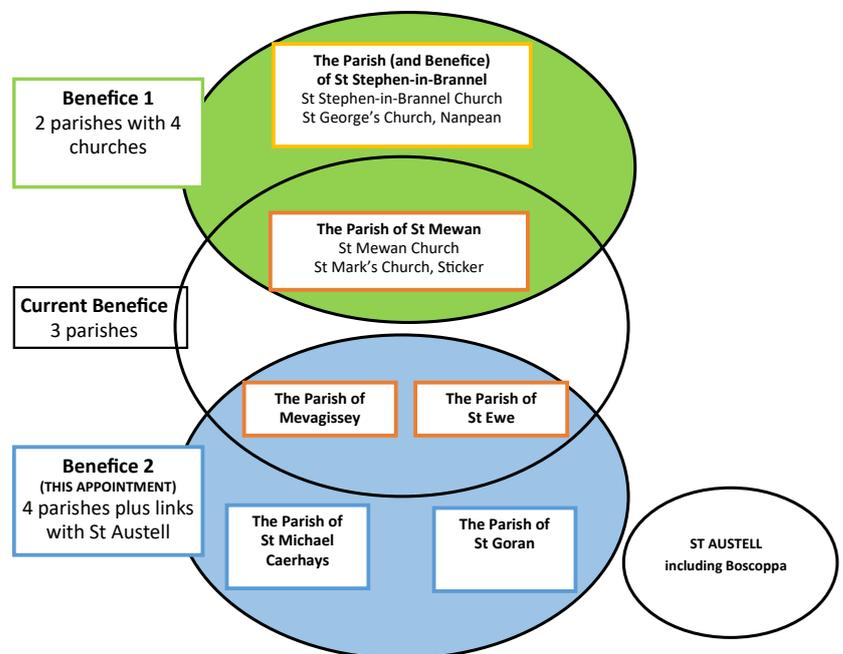 The Parish (and Benefice)
of St Stephen-in-Brannel
St Stephen-in-Brannel Church
St George’s Church, Nanpean
Benefice 1
2 parishes with 4
churches
The Parish of St Mewan
St Mewan Church
St Mark’s Church, Sticker
Current Benefice
3 parishes
The Parish of
Mevagissey
The Parish of
St Ewe
Benefice 2
(THIS APPOINTMENT)
4 parishes plus links
with St Austell
The Parish of
St Michael
Caerhays
The Parish of
St Goran
ST AUSTELL
including Boscoppa